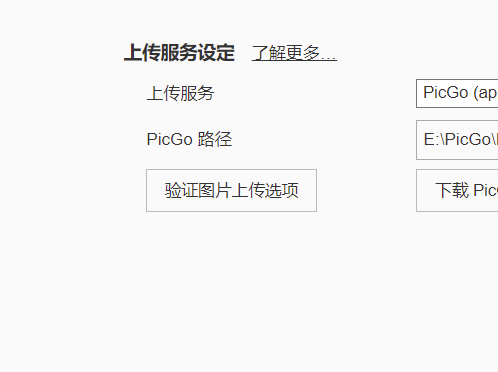 上传服务设定 了解更多...
上传服务 PicGo (ap
PicGo 路径 E:\PicGo\
验证图片上传选项 下载 Pic